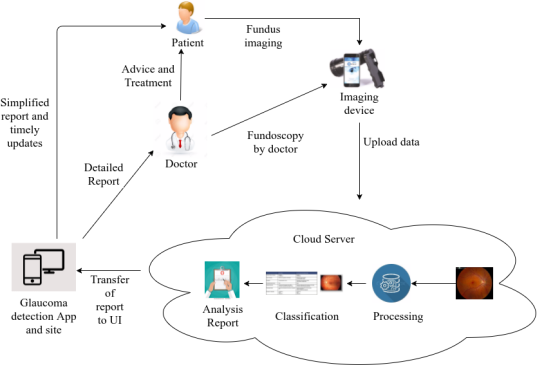 Patient
Fundus
imaging
Advice and
Treatment
Imaging
device
Simplified
report and
timely
updates
Doctor
Fundoscopy
by doctor
Upload data
Detailed
Report
Cloud Server
Glaucoma
detection App
and site
Transfer
of
report
to UI
Analysis
Report
Classification
Processing